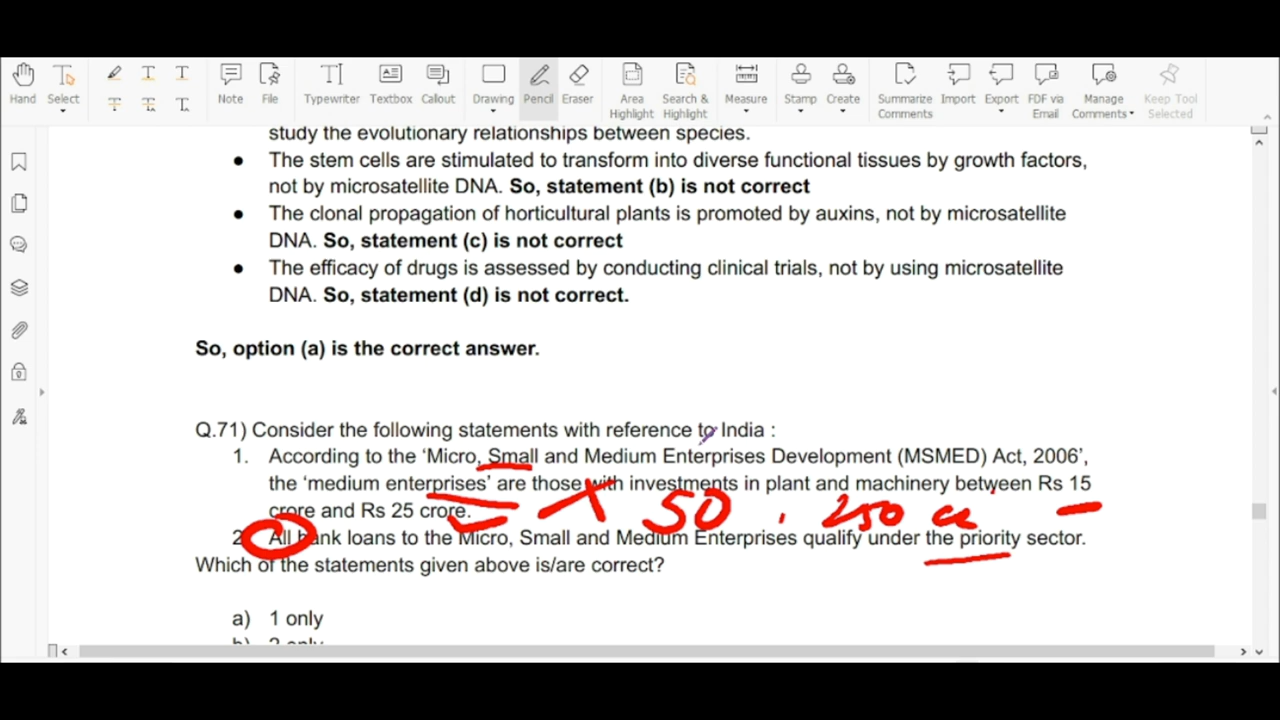 Hand Select Note File Typewriter Textbox Callout Drawing Pencil Eraser Area Highlight Search & Highlight Measure Stamp Create Summarize Comments Import Export FDF via Email Manage Comments Keep Tool Selected
study the evolutionary relationships between species.
● The stem cells are stimulated to transform into diverse functional tissues by growth factors,
not by microsatellite DNA. So, statement (b) is not correct
● The clonal propagation of horticultural plants is promoted by auxins, not by microsatellite
DNA. So, statement (c) is not correct
● The efficacy of drugs is assessed by conducting clinical trials, not by using microsatellite
DNA. So, statement (d) is not correct.
So, option (a) is the correct answer.
Q.71) Consider the following statements with reference to India :
1. According to the ‘Micro, Small and Medium Enterprises Development (MSMED) Act, 2006’,
the ‘medium enterprises’ are those with investments in plant and machinery between Rs 15
crore and Rs 25 crore.
50 250 cr
2 All bank loans to the Micro, Small and Medium Enterprises qualify under the priority sector.
Which of the statements given above is/are correct?
a) 1 only
b) 2 only